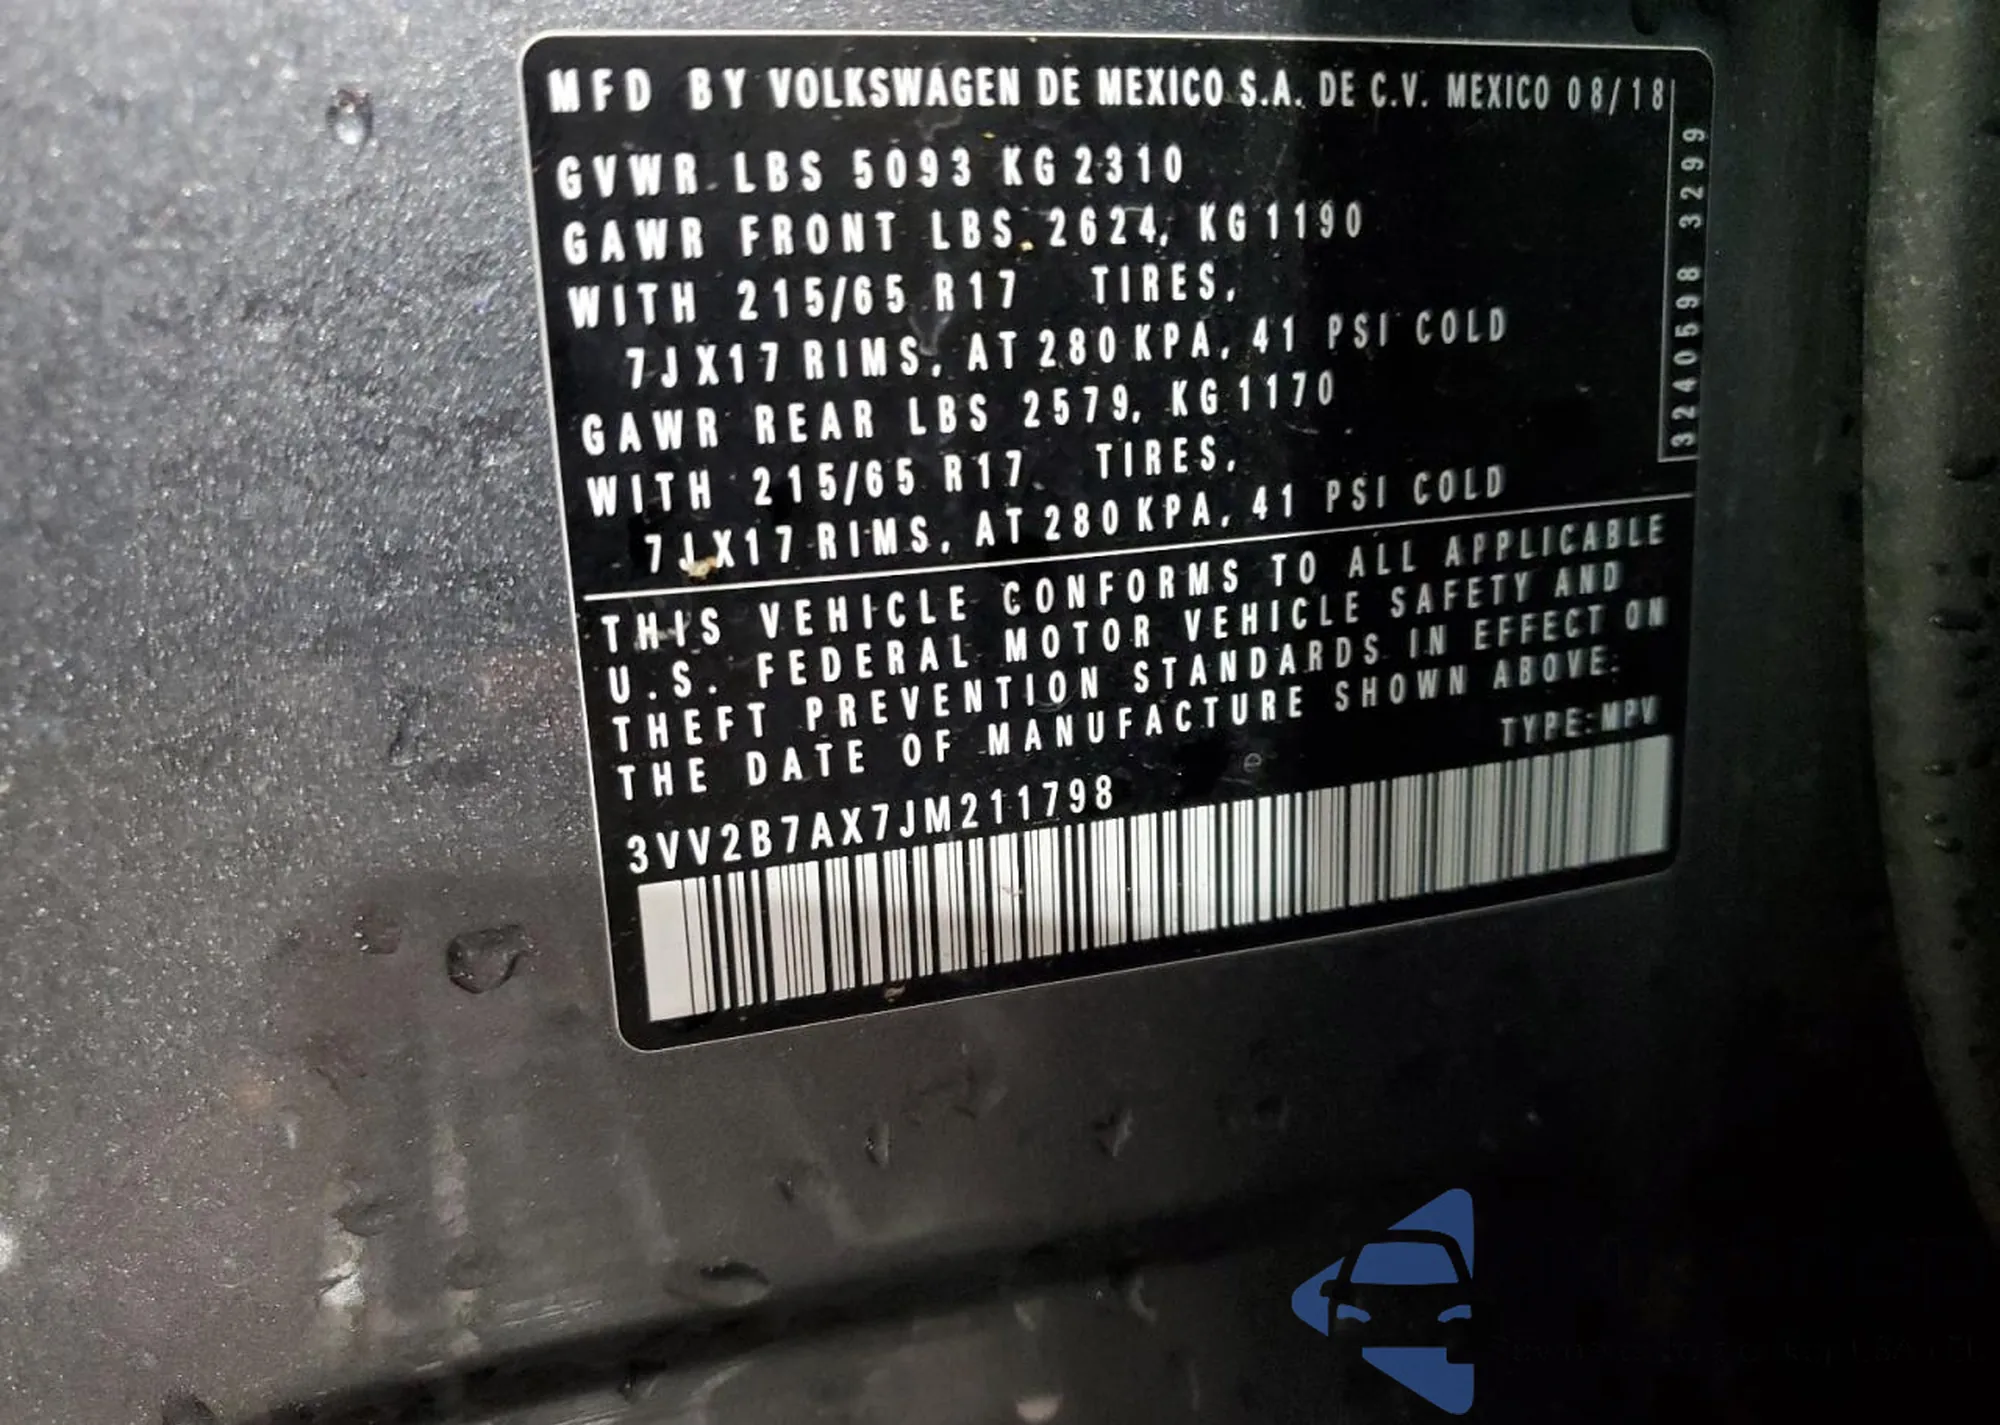 MFD BY VOLKSWAGEN DE MEXICO S.A. DE C.V. MEXICO 08/18
GVWR LBS 5093 KG 2310
GAWR FRONT LBS 2624, KG 1190
WITH 215/65 R17 TIRES,
7JX17 RIMS, AT 280 KPA, 41 PSI COLD
GAWR REAR LBS 2579, KG 1170
WITH 215/65 R17 TIRES,
7JX17 RIMS, AT 280 KPA, 41 PSI COLD
3240598 3299
THIS VEHICLE CONFORMS TO ALL APPLICABLE
U.S. FEDERAL MOTOR VEHICLE SAFETY AND
THEFT PREVENTION STANDARDS IN EFFECT ON
THE DATE OF MANUFACTURE SHOWN ABOVE.
TYPE:MPV
3VV2B7AX7JM211798